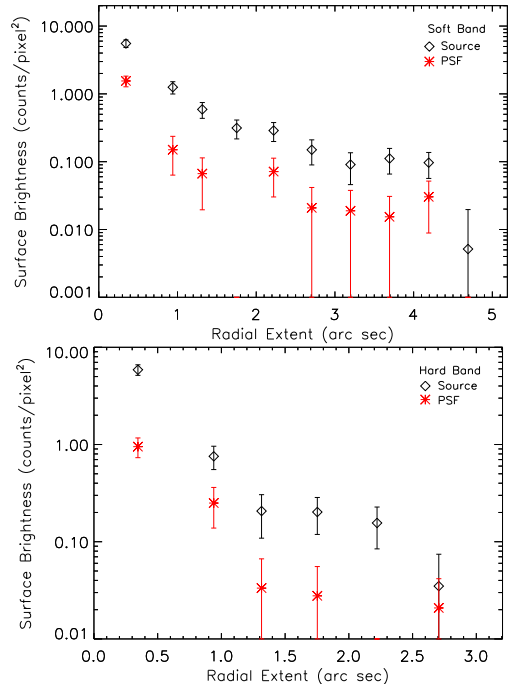 Surface Brightness (counts/pixel²)
10.000
1.000
0.100
0.010
0.001
Soft Band
Source
PSF
0 1 2 3 4 5
Radial Extent (arc sec)
Surface Brightness (counts/pixel²)
10.00
1.00
0.10
0.01
Hard Band
Source
PSF
0.0 0.5 1.0 1.5 2.0 2.5 3.0
Radial Extent (arc sec)